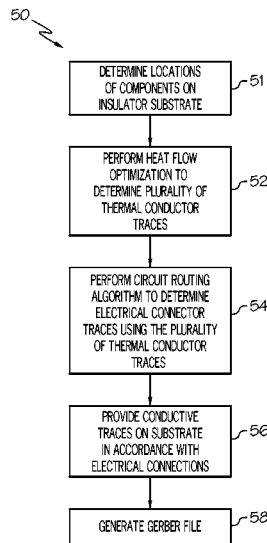 50
DETERMINE LOCATIONS
OF COMPONENTS ON
INSULATOR SUBSTRATE
51
PERFORM HEAT FLOW
OPTIMIZATION TO
DETERMINE PLURALITY OF
THERMAL CONDUCTOR
TRACES
52
PERFORM CIRCUIT ROUTING
ALGORITHM TO DETERMINE
ELECTRICAL CONNECTOR
TRACES USING THE PLURALITY
OF THERMAL CONDUCTOR
TRACES
54
PROVIDE CONDUCTIVE
TRACES ON SUBSTRATE
IN ACCORDANCE WITH
ELECTRICAL CONNECTIONS
56
GENERATE GERBER FILE
58